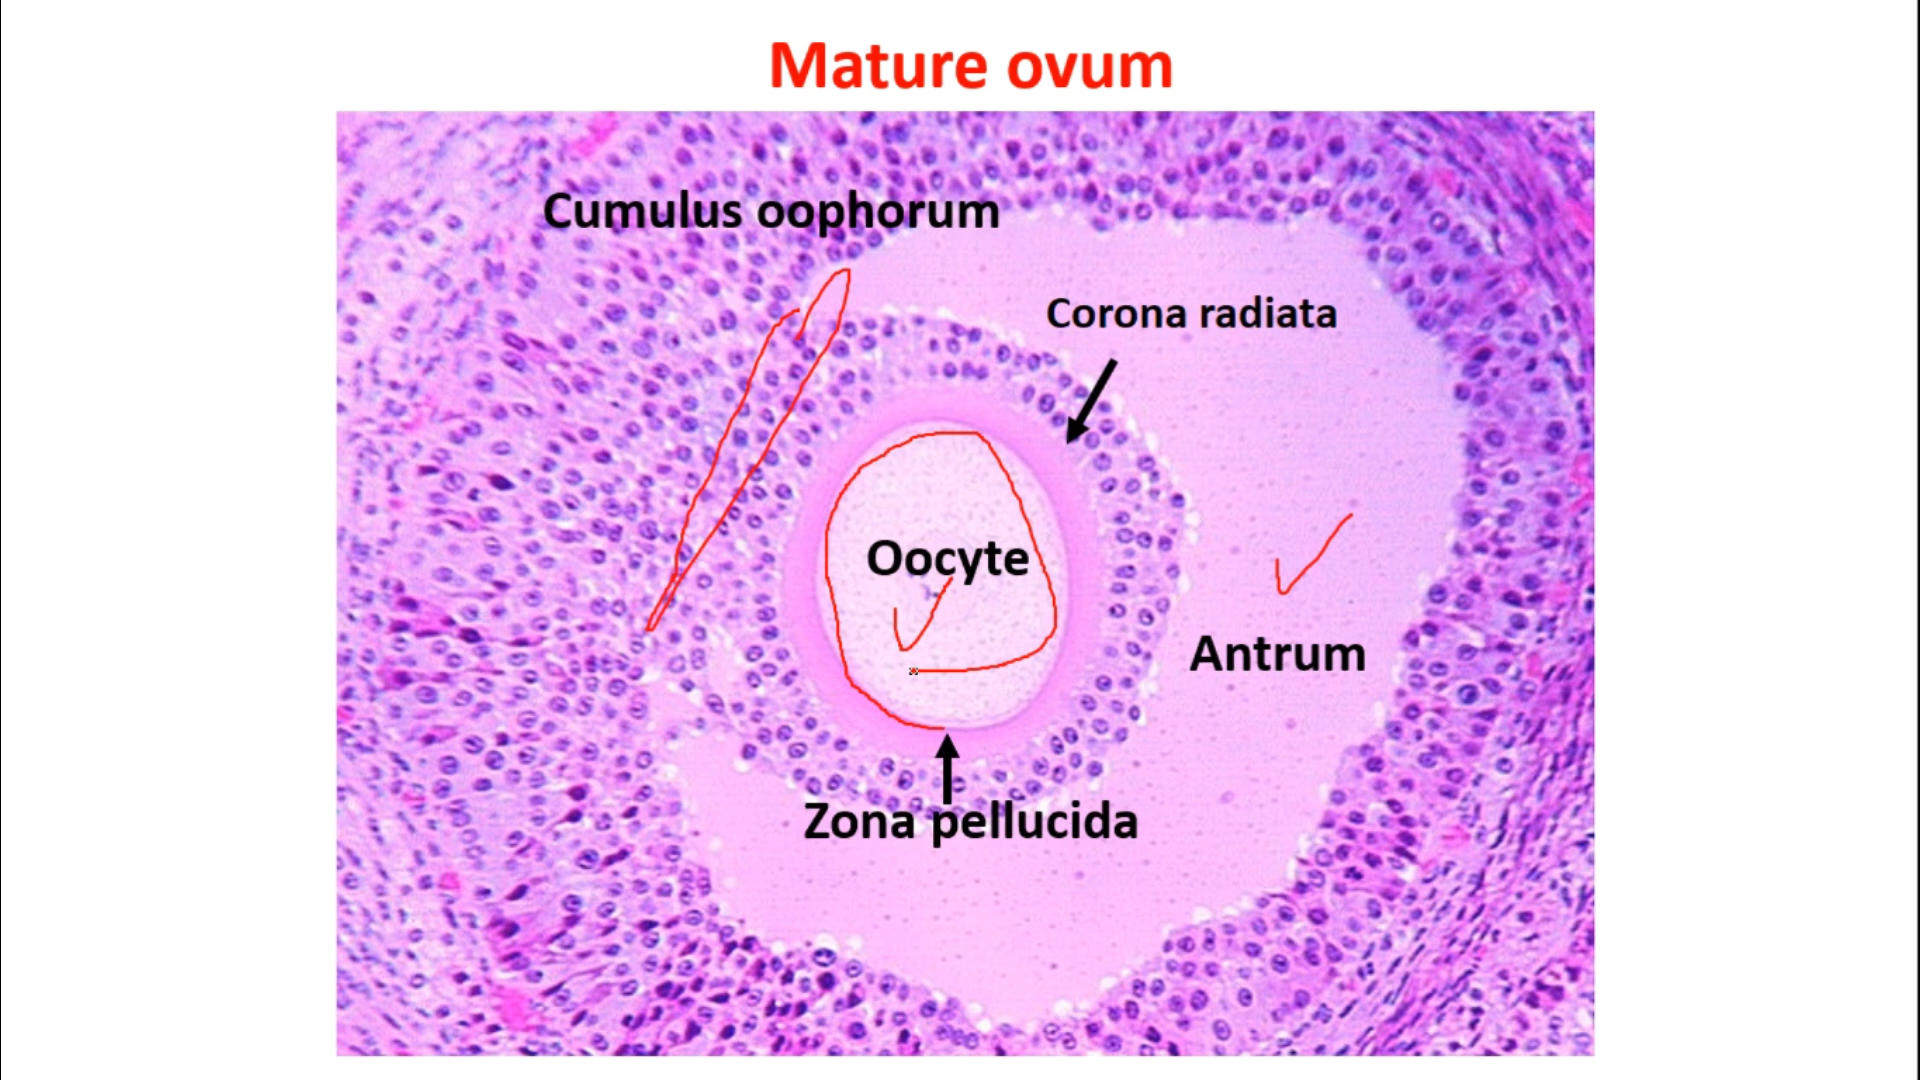 Mature ovum
Cumulus oophorum
Corona radiata
Oocyte
Antrum
Zona pellucida